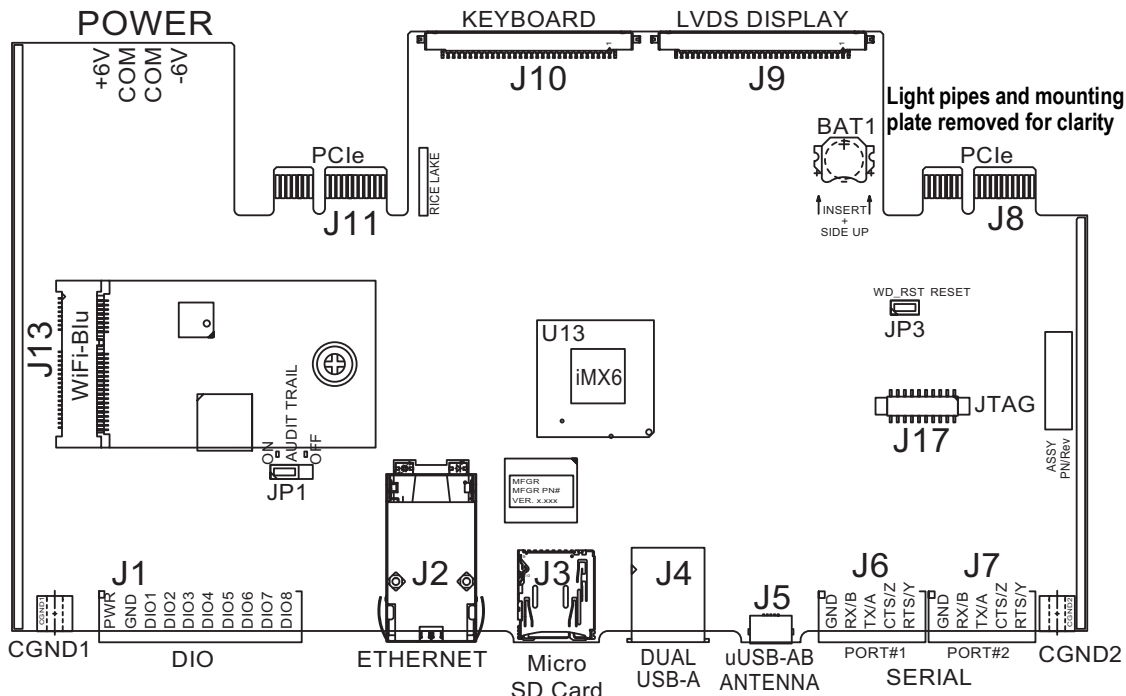 POWER
KEYBOARD
LVDS DISPLAY
+6V
COM
COM
-6V
1
1
J10
J9
Light pipes and mounting
plate removed for clarity
BAT1
PCIe
PCIe
RICE LAKE
J11
J8
+
-
-
INSERT
+
SIDE UP
WD_RST RESET
JP3
J13
WiFi-Blu
U13
iMX6
AUDIT TRAIL
ON
OFF
JP1
JTAG
J17
ASSY
PN/Rev
MFGR
MFGR PN#
VER. x.xxx
J1
J2
J3
J4
J5
J6
J7
PWR
GND
DIO1
DIO2
DIO3
DIO4
DIO5
DIO6
DIO7
DIO8
GND
RX/B
TX/A
CTS/Z
RTS/Y
GND
RX/B
TX/A
CTS/Z
RTS/Y
CGND1
CGND2
CGND1
DIO
ETHERNET
Micro
SD Card
DUAL
USB-A
uUSB-AB
ANTENNA
PORT#1
PORT#2
SERIAL
CGND2